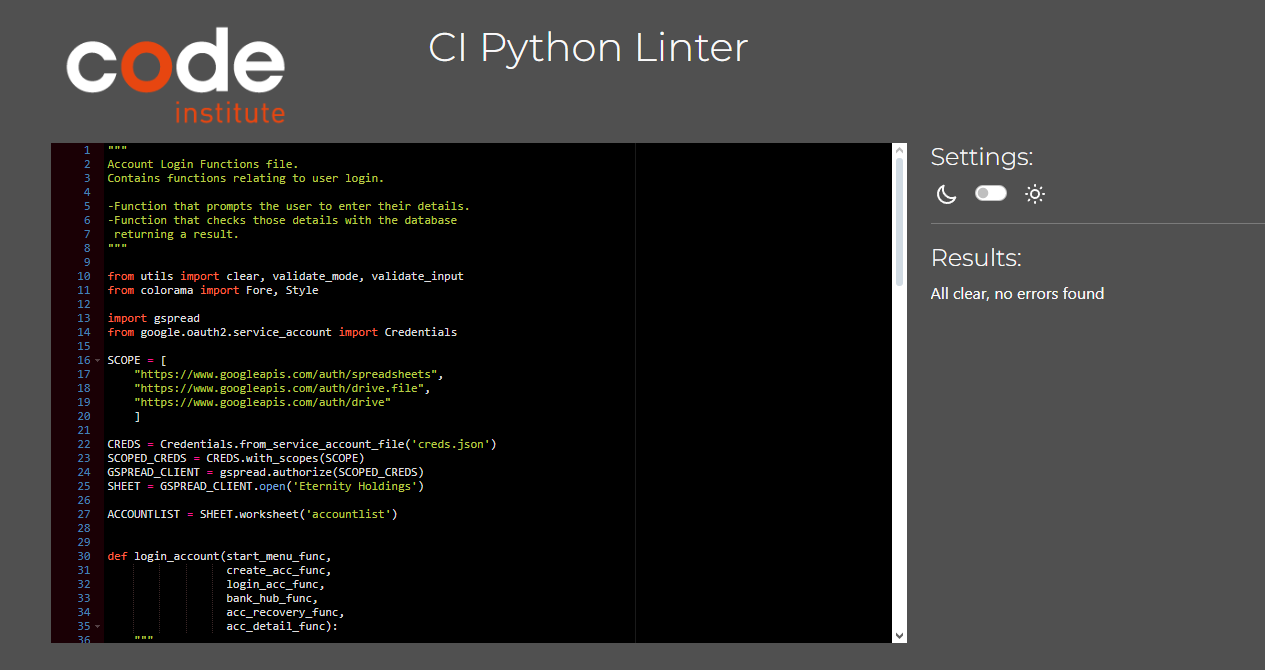 code
institute
CI Python Linter
1 """
2 Account Login Functions file.
3 Contains functions relating to user login.
4
5 -Function that prompts the user to enter their details.
6 -Function that checks those details with the database
7  returning a result.
8 """
9
10 from utils import clear, validate_mode, validate_input
11 from colorama import Fore, Style
12
13 import gspread
14 from google.oauth2.service_account import Credentials
15
16 SCOPE = [
17     "https://www.googleapis.com/auth/spreadsheets",
18     "https://www.googleapis.com/auth/drive.file",
19     "https://www.googleapis.com/auth/drive"
20     ]
21
22 CREDS = Credentials.from_service_account_file('creds.json')
23 SCOPED_CREDS = CREDS.with_scopes(SCOPE)
24 GSPREAD_CLIENT = gspread.authorize(SCOPED_CREDS)
25 SHEET = GSPREAD_CLIENT.open('Eternity Holdings')
26
27 ACCOUNTLIST = SHEET.worksheet('accountlist')
28
29
30 def login_account(start_menu_func,
31                   create_acc_func,
32                   login_acc_func,
33                   bank_hub_func,
34                   acc_recovery_func,
35                   acc_detail_func):
36     """
Settings:
Results:
All clear, no errors found